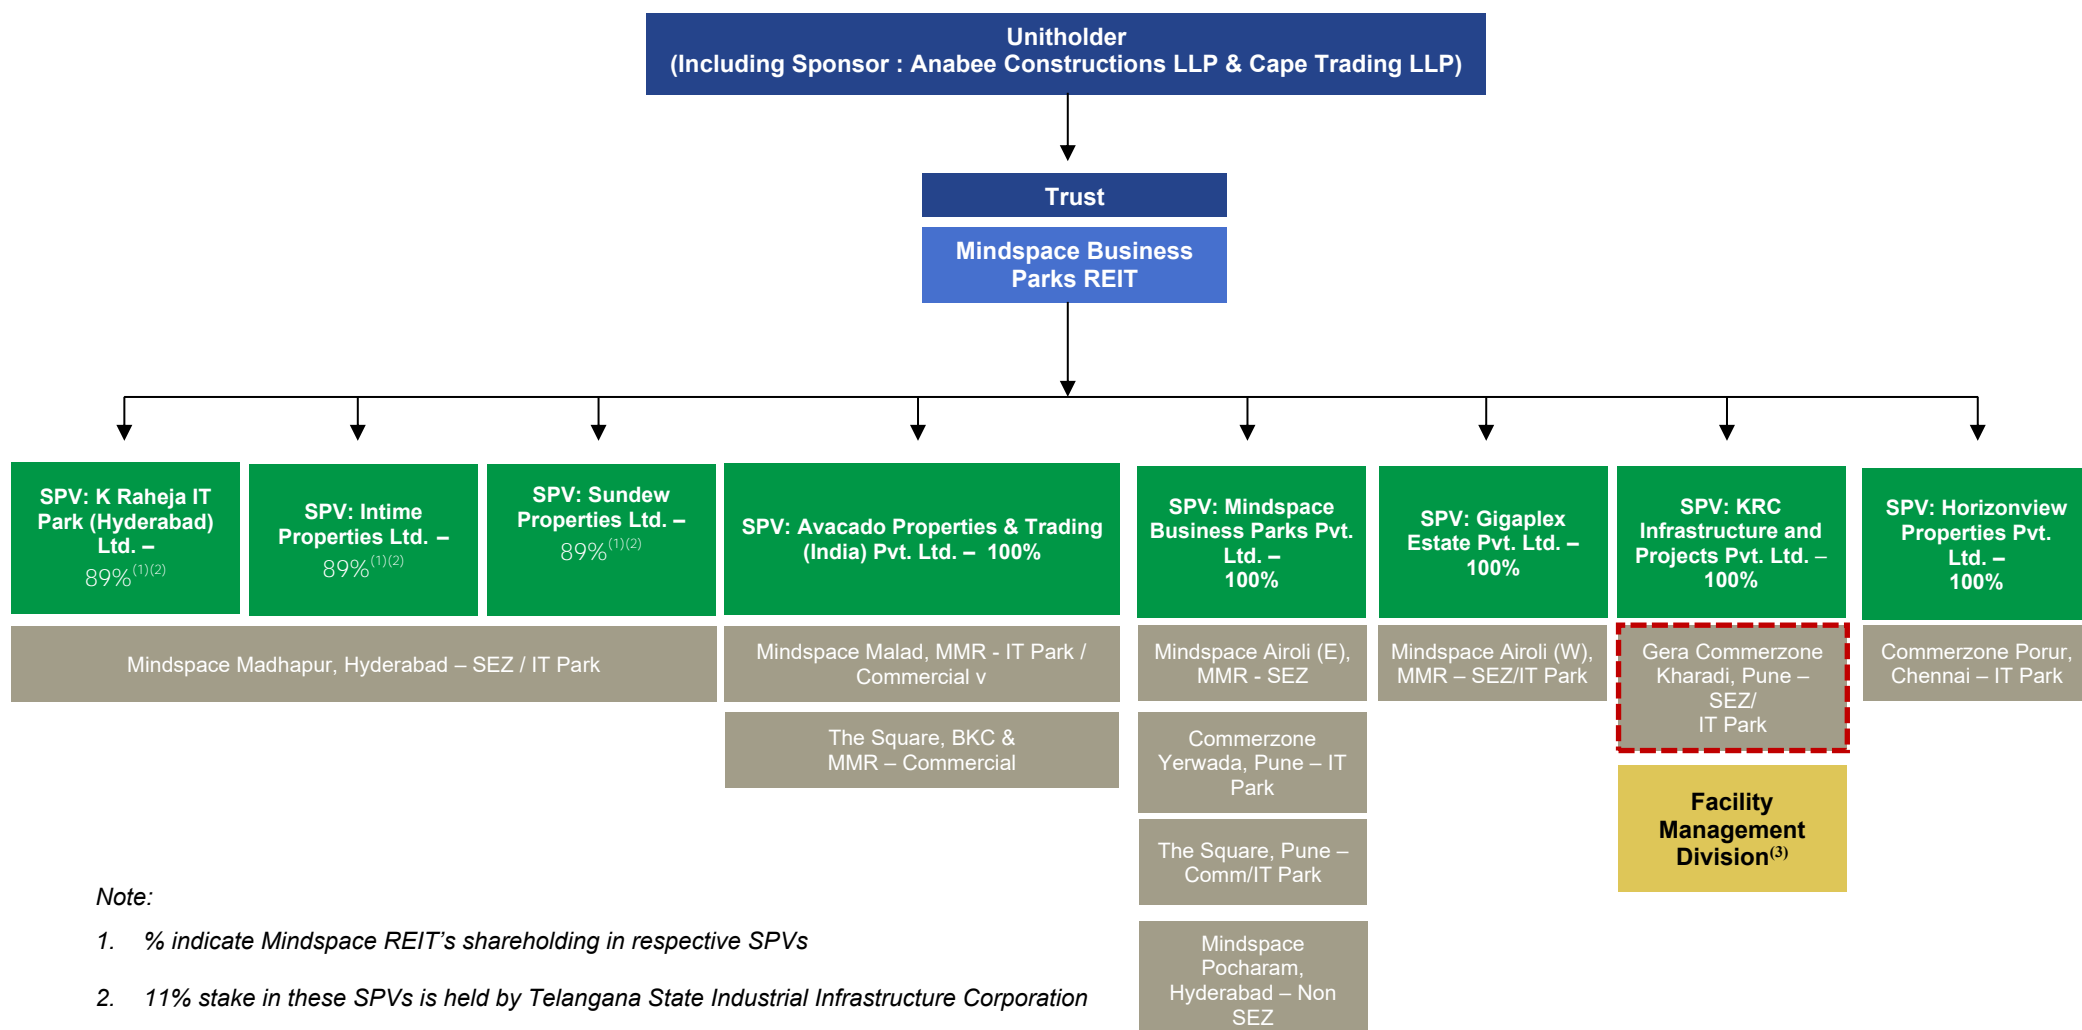 Unitholder
(Including Sponsor : Anabee Constructions LLP & Cape Trading LLP)
Trust
Mindspace Business
Parks REIT
SPV: K Raheja IT
Park (Hyderabad)
Ltd. –
89%(1)(2)
SPV: Intime
Properties Ltd. –
89%(1)(2)
SPV: Sundew
Properties Ltd. –
89%(1)(2)
SPV: Avacado Properties & Trading
(India) Pvt. Ltd. – 100%
SPV: Mindspace
Business Parks Pvt.
Ltd. –
100%
SPV: Gigaplex
Estate Pvt. Ltd. –
100%
SPV: KRC
Infrastructure and
Projects Pvt. Ltd. –
100%
SPV: Horizonview
Properties Pvt.
Ltd. –
100%
Mindspace Madhapur, Hyderabad – SEZ / IT Park
Mindspace Malad, MMR - IT Park /
Commercial v
The Square, BKC &
MMR – Commercial
Mindspace Airoli (E),
MMR - SEZ
Commerzone
Yerwada, Pune – IT
Park
The Square, Pune –
Comm/IT Park
Mindspace
Pocharam,
Hyderabad – Non
SEZ
Mindspace Airoli (W),
MMR – SEZ/IT Park
Gera Commerzone
Kharadi, Pune –
SEZ/
IT Park
Facility
Management
Division(3)
Commerzone Porur,
Chennai – IT Park
Note:
1. % indicate Mindspace REIT’s shareholding in respective SPVs
2. 11% stake in these SPVs is held by Telangana State Industrial Infrastructure Corporation